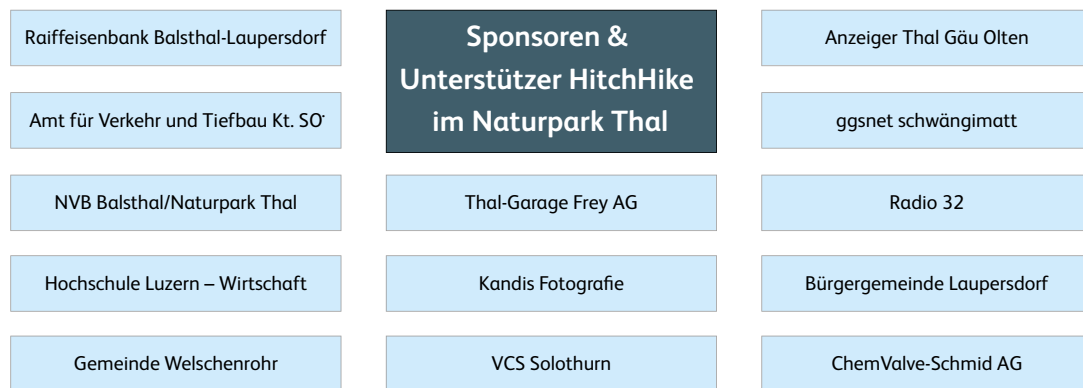 Raiffeisenbank Balsthal-Laupersdorf
Amt für Verkehr und Tiefbau Kt. SO
NVB Balsthal/Naturpark Thal
Hochschule Luzern – Wirtschaft
Gemeinde Welschenrohr
Sponsoren &
Unterstützer HitchHike
im Naturpark Thal
Thal-Garage Frey AG
Kandis Fotografie
VCS Solothurn
Anzeiger Thal Gäu Olten
ggsnet schwängimatt
Radio 32
Bürgergemeinde Laupersdorf
ChemValve-Schmid AG